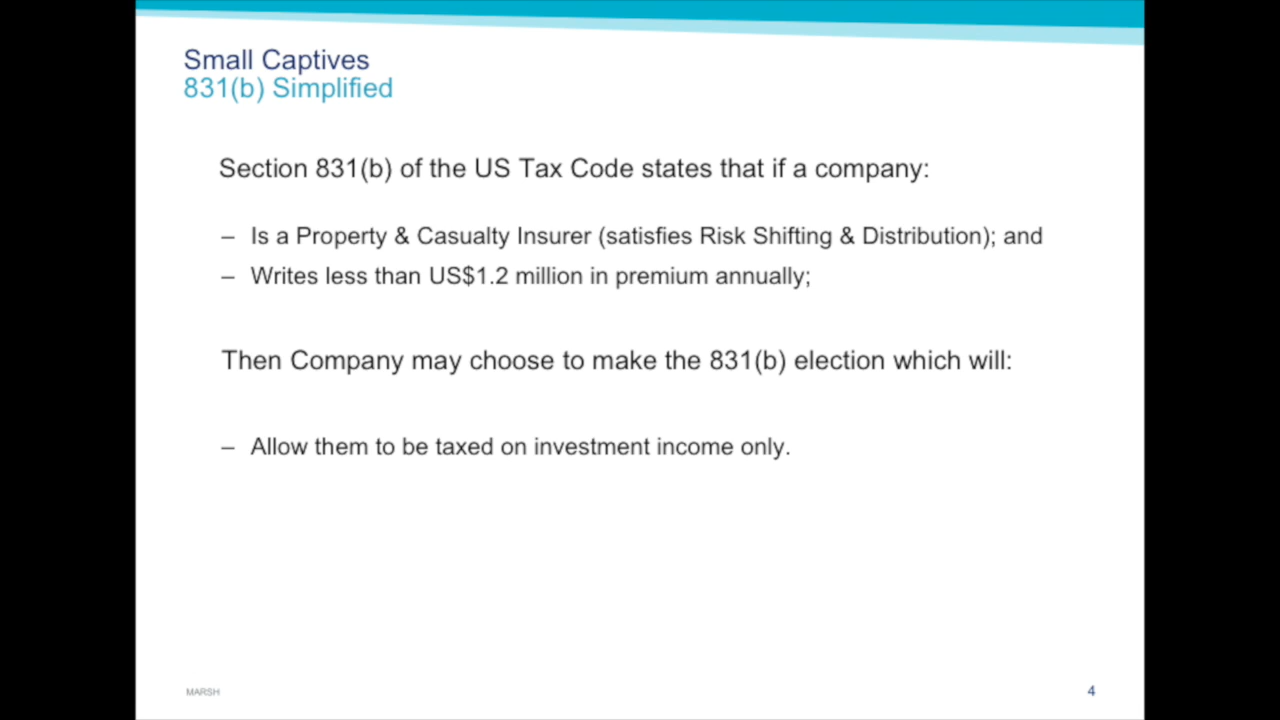 Small Captives
831(b) Simplified
Section 831(b) of the US Tax Code states that if a company:
– Is a Property & Casualty Insurer (satisfies Risk Shifting & Distribution); and
– Writes less than US$1.2 million in premium annually;
Then Company may choose to make the 831(b) election which will:
– Allow them to be taxed on investment income only.
MARSH
4